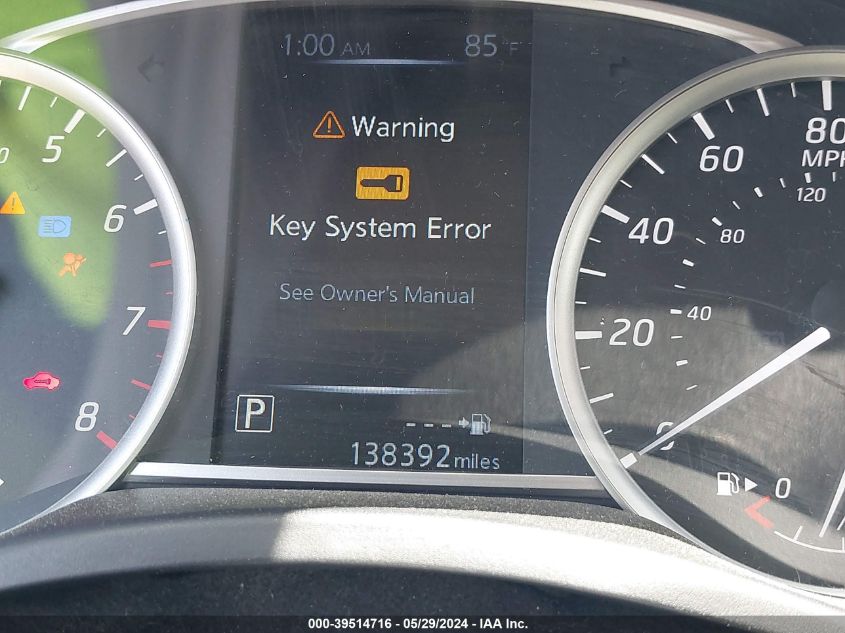 1:00 AM 85°F
Warning
Key System Error
See Owner's Manual
P
---
138392 miles
5
6
7
8
0
20
40
60
80
MPH
40
80
120
0
000-39514716 - 05/29/2024 - IAA Inc.